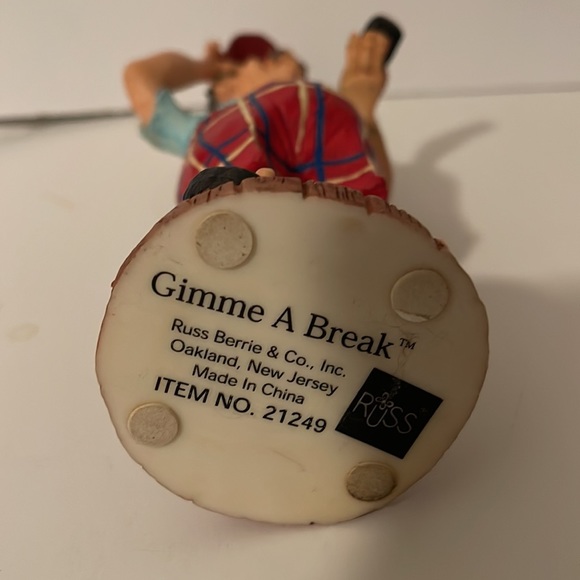 Gimme A Break™
Russ Berrie & Co., Inc.
Oakland, New Jersey
Made In China
ITEM NO. 21249
RUSS